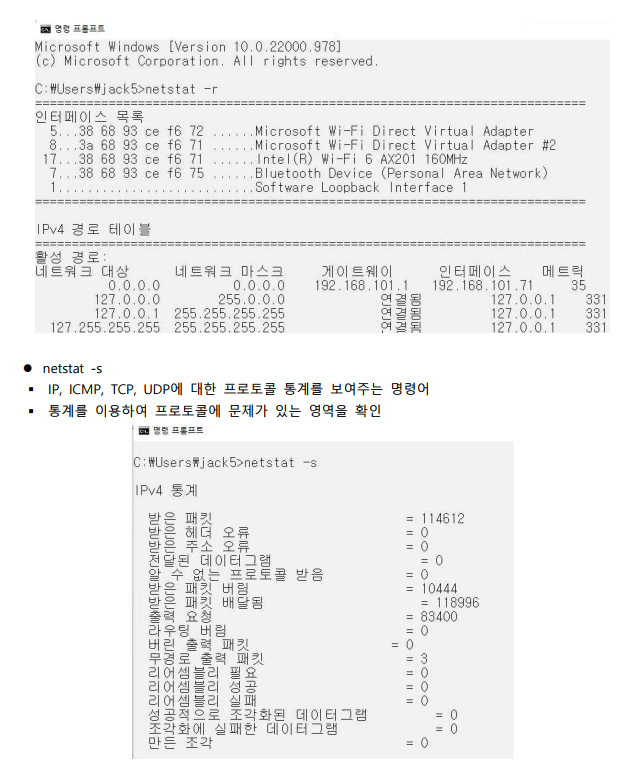 명령 프롬프트
Microsoft Windows [Version 10.0.22000.978]
(c) Microsoft Corporation. All rights reserved.
C:₩Users₩jack5>netstat -r
===========================================================================
인터페이스 목록
5...38 68 93 ce f6 72 ......Microsoft Wi-Fi Direct Virtual Adapter
8...3a 68 93 ce f6 71 ......Microsoft Wi-Fi Direct Virtual Adapter #2
17...38 68 93 ce f6 71 ......Intel(R) Wi-Fi 6 AX201 160MHz
7...38 68 93 ce f6 75 ......Bluetooth Device (Personal Area Network)
1...........................Software Loopback Interface 1
===========================================================================
IPv4 경로 테이블
===========================================================================
활성 경로:
네트워크 대상 네트워크 마스크 게이트웨이 인터페이스 메트릭
0.0.0.0 0.0.0.0 192.168.101.1 192.168.101.71 35
127.0.0.0 255.0.0.0 연결됨 127.0.0.1 331
127.0.0.1 255.255.255.255 연결됨 127.0.0.1 331
127.255.255.255 255.255.255.255 연결됨 127.0.0.1 331
● netstat -s
▪ IP, ICMP, TCP, UDP에 대한 프로토콜 통계를 보여주는 명령어
▪ 통계를 이용하여 프로토콜에 문제가 있는 영역을 확인
명령 프롬프트
C:₩Users₩jack5>netstat -s
IPv4 통계
받은 패킷 = 114612
받은 헤더 오류 = 0
받은 주소 오류 = 0
전달된 데이터그램 = 0
알 수 없는 프로토콜 받음 = 0
받은 패킷 버림 = 10444
받은 패킷 배달됨 = 118996
출력 요청 = 83400
라우팅 버림 = 0
버린 출력 패킷 = 0
무경로 출력 패킷 = 3
리어셈블리 필요 = 0
리어셈블리 성공 = 0
리어셈블리 실패 = 0
성공적으로 조각화된 데이터그램 = 0
조각화에 실패한 데이터그램 = 0
만든 조각 = 0